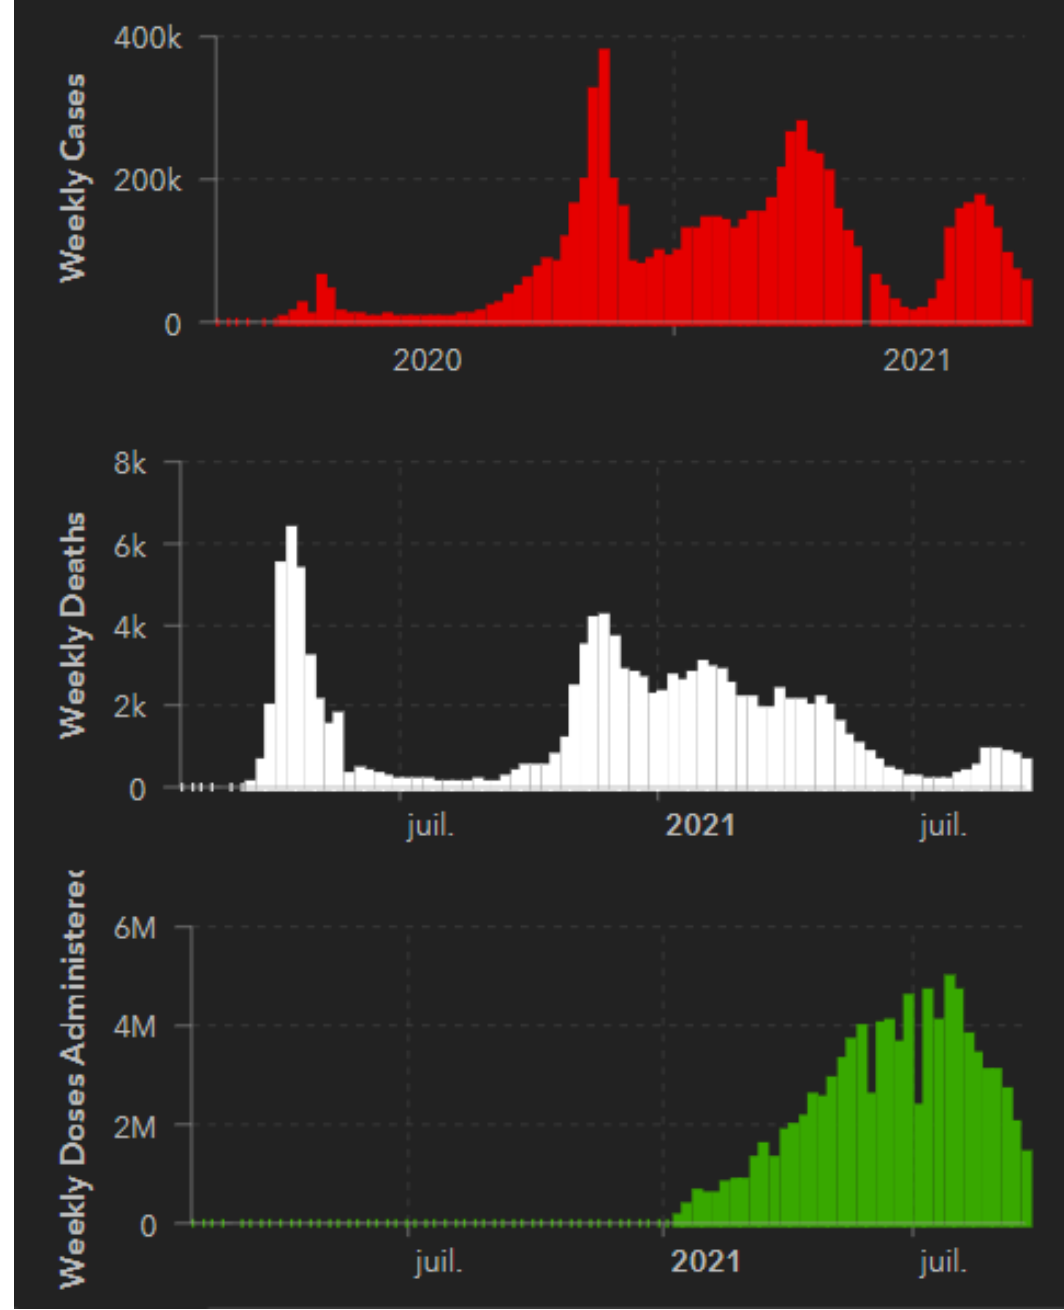 Weekly Cases
400k
200k
0
2020
2021
Weekly Deaths
8k
6k
4k
2k
0
juil.
2021
juil.
Weekly Doses Administerec
6M
4M
2M
0
juil.
2021
juil.